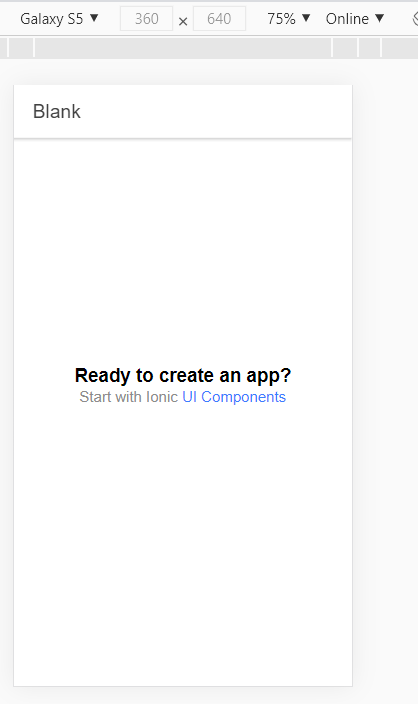 Galaxy S5 ▼ 360 × 640 75% ▼ Online ▼
Blank
Ready to create an app?
Start with Ionic UI Components